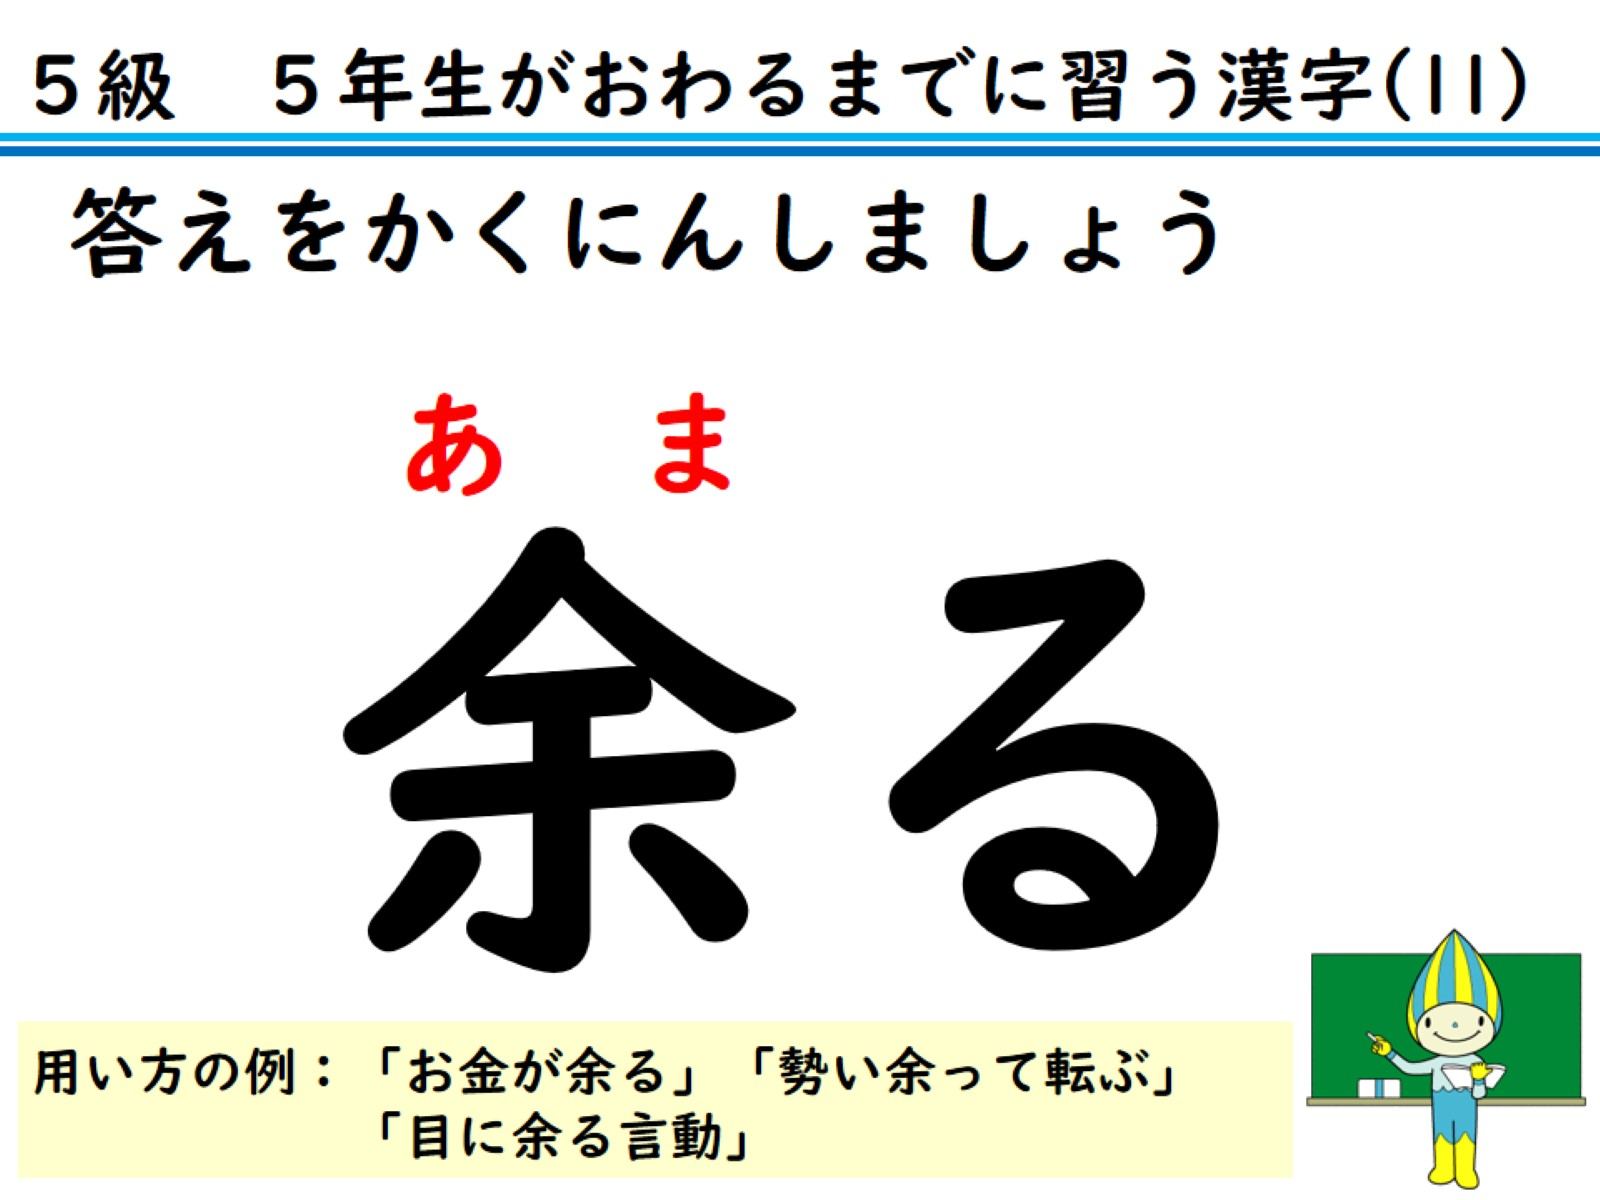 ５級　５年生がおわるまでに習う漢字(11)
答えをかくにんしましょう
あ　ま
余る
用い方の例：「お金が余る」「勢い余って転ぶ」
「目に余る言動」